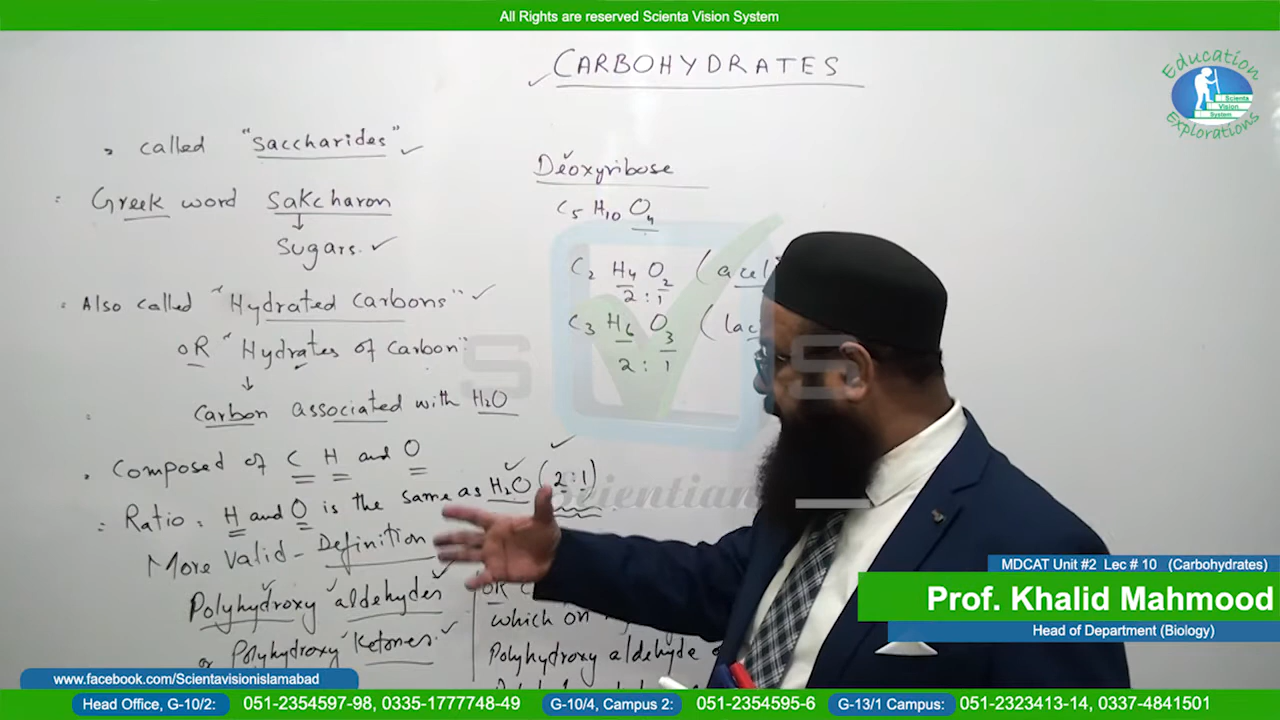 All Rights are reserved Scienta Vision System
CARBOHYDRATES
Education
Scienta
Vision
System
Explorations
called "Saccharides"
Greek word Sakcharon
Sugars.
Also called "Hydrated Carbons"
OR "Hydrates of Carbon"
Carbon associated with H2O
Composed of C H and O
Ratio: H and O is the same as H2O (2:1)
More Valid - Definition
Polyhydroxy aldehydes
or Polyhydroxy Ketones.
Deoxyribose
C5 H10 O4
C2 H4 O2 (
2:1
C3 H6 O3 (
2:1
OR
which on
Polyhydroxy aldehyde
S V S
Scientian
MDCAT Unit #2 Lec # 10 (Carbohydrates)
Prof. Khalid Mahmood
Head of Department (Biology)
www.facebook.com/Scientavisionislamabad
Head Office, G-10/2: 051-2354597-98, 0335-1777748-49 G-10/4, Campus 2: 051-2354595-6 G-13/1 Campus: 051-2323413-14, 0337-4841501